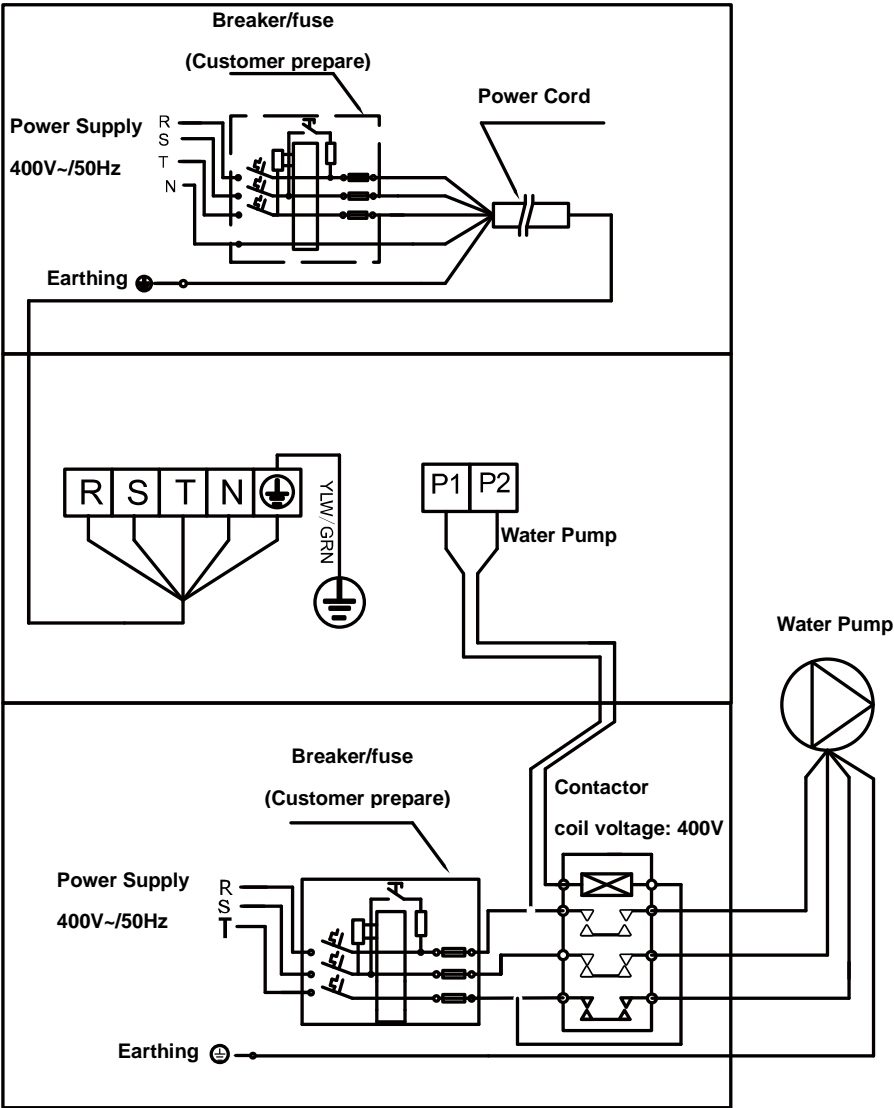 Breaker/fuse
(Customer prepare)
Power Cord
Power Supply
400V~/50Hz
R
S
T
N
Earthing
R S T N
YLW/GRN
P1 P2
Water Pump
Water Pump
Breaker/fuse
(Customer prepare)
Contactor
coil voltage: 400V
Power Supply
400V~/50Hz
R
S
T
Earthing